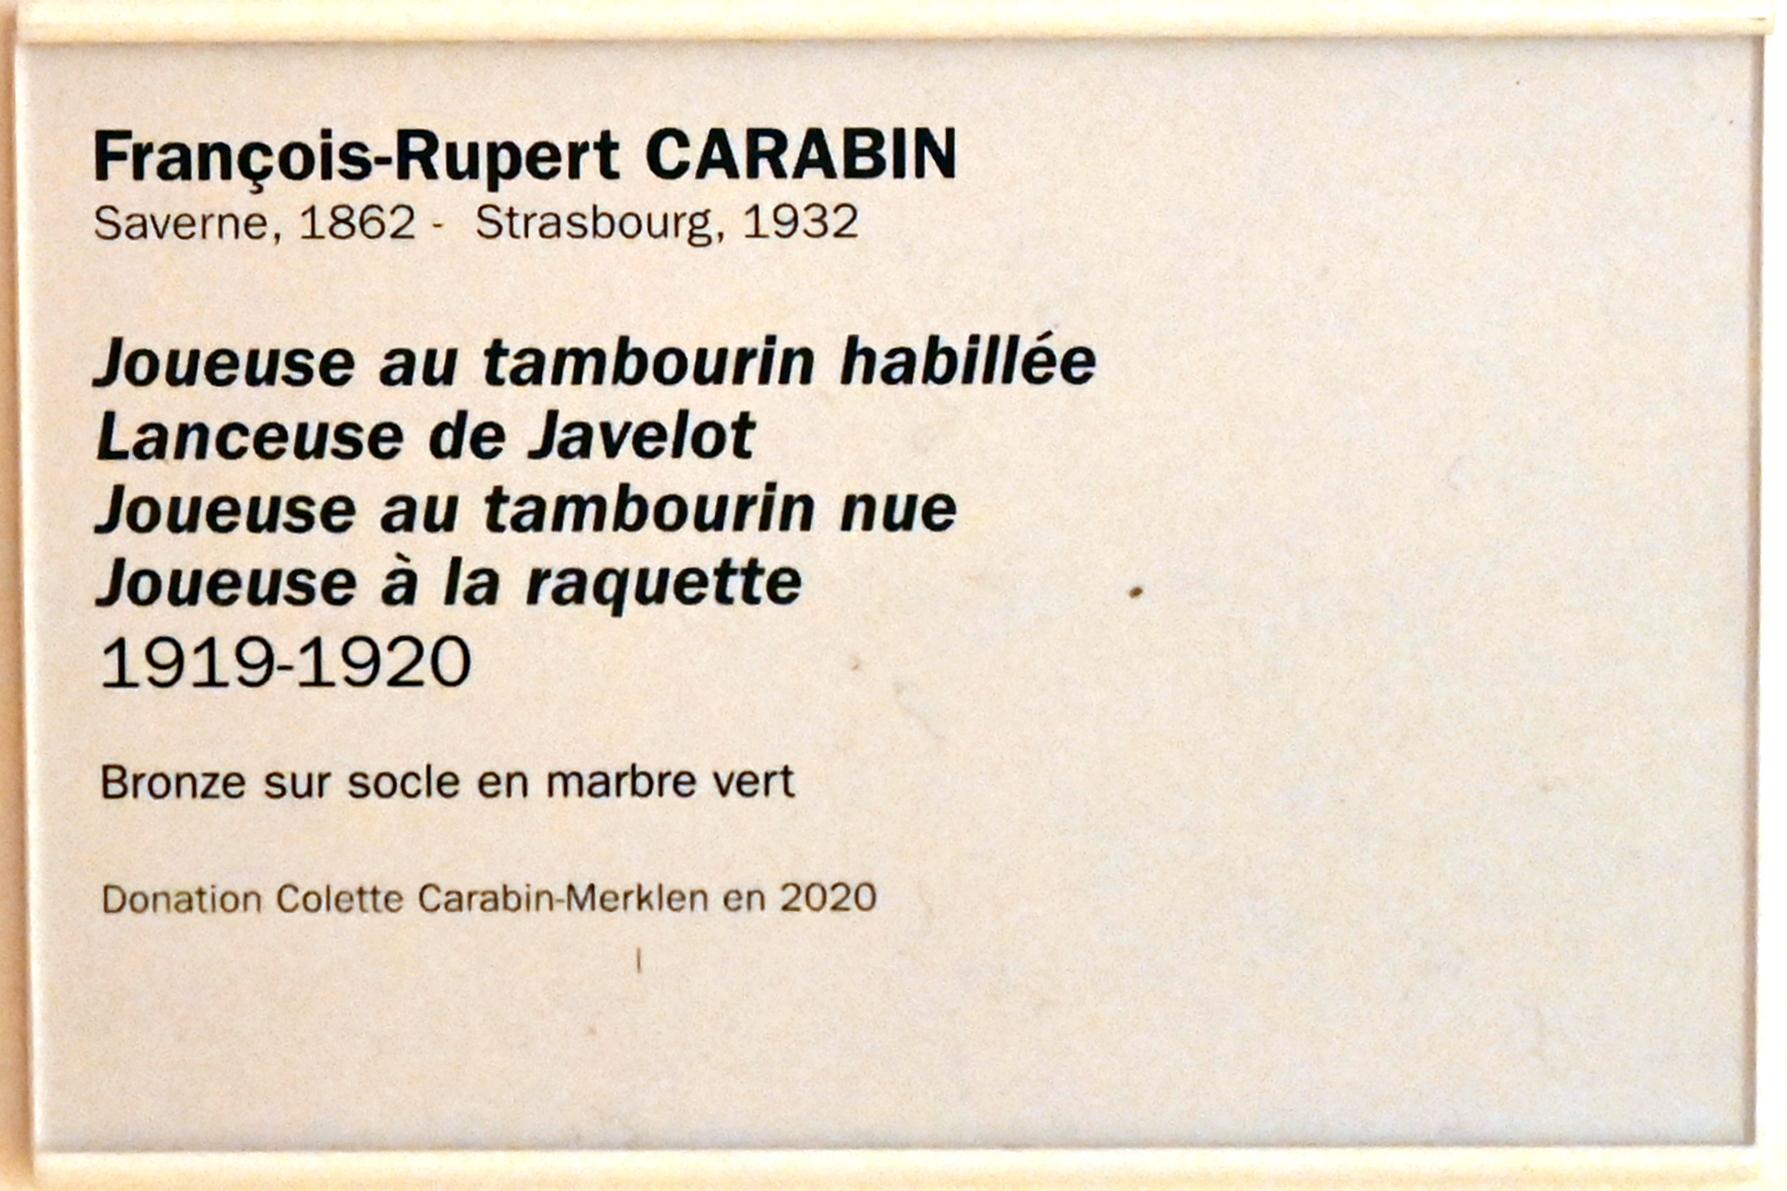 François-Rupert CARABIN
Saverne, 1862 - Strasbourg, 1932
Joueuse au tambourin habillée
Lanceuse de Javelot
Joueuse au tambourin nue
Joueuse à la raquette
1919-1920
Bronze sur socle en marbre vert
Donation Colette Carabin-Merklen en 2020